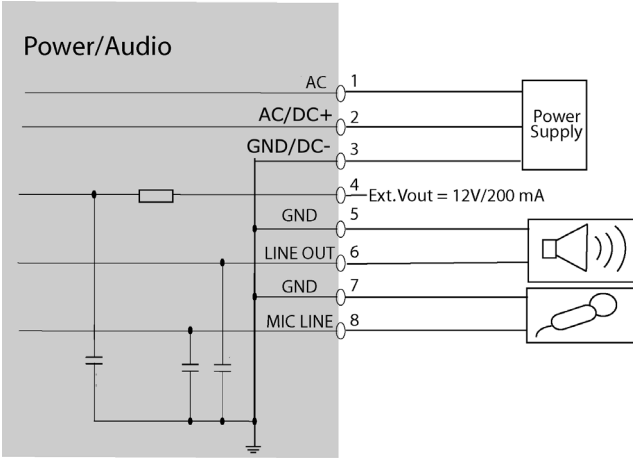 Power/Audio
AC 1
AC/DC+ 2
GND/DC- 3
Power
Supply
4 Ext.Vout = 12V/200 mA
GND 5
LINE OUT 6
GND 7
MIC LINE 8